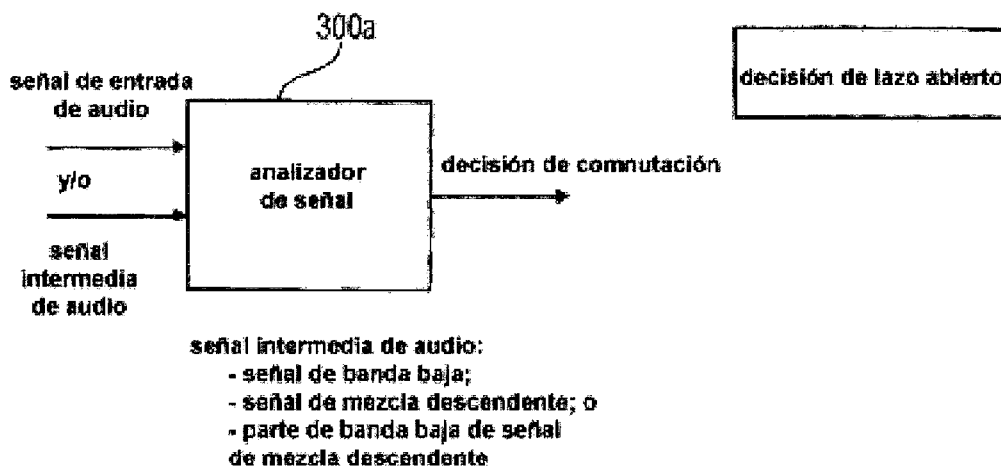 300a
señal de entrada
de audio
y/o
señal
intermedia
de audio
analizador
de señal
decisión de comnutación
decisión de lazo abierto
señal intermedia de audio:
- señal de banda baja;
- señal de mezcla descendente; o
- parte de banda baja de señal
de mezcla descendente